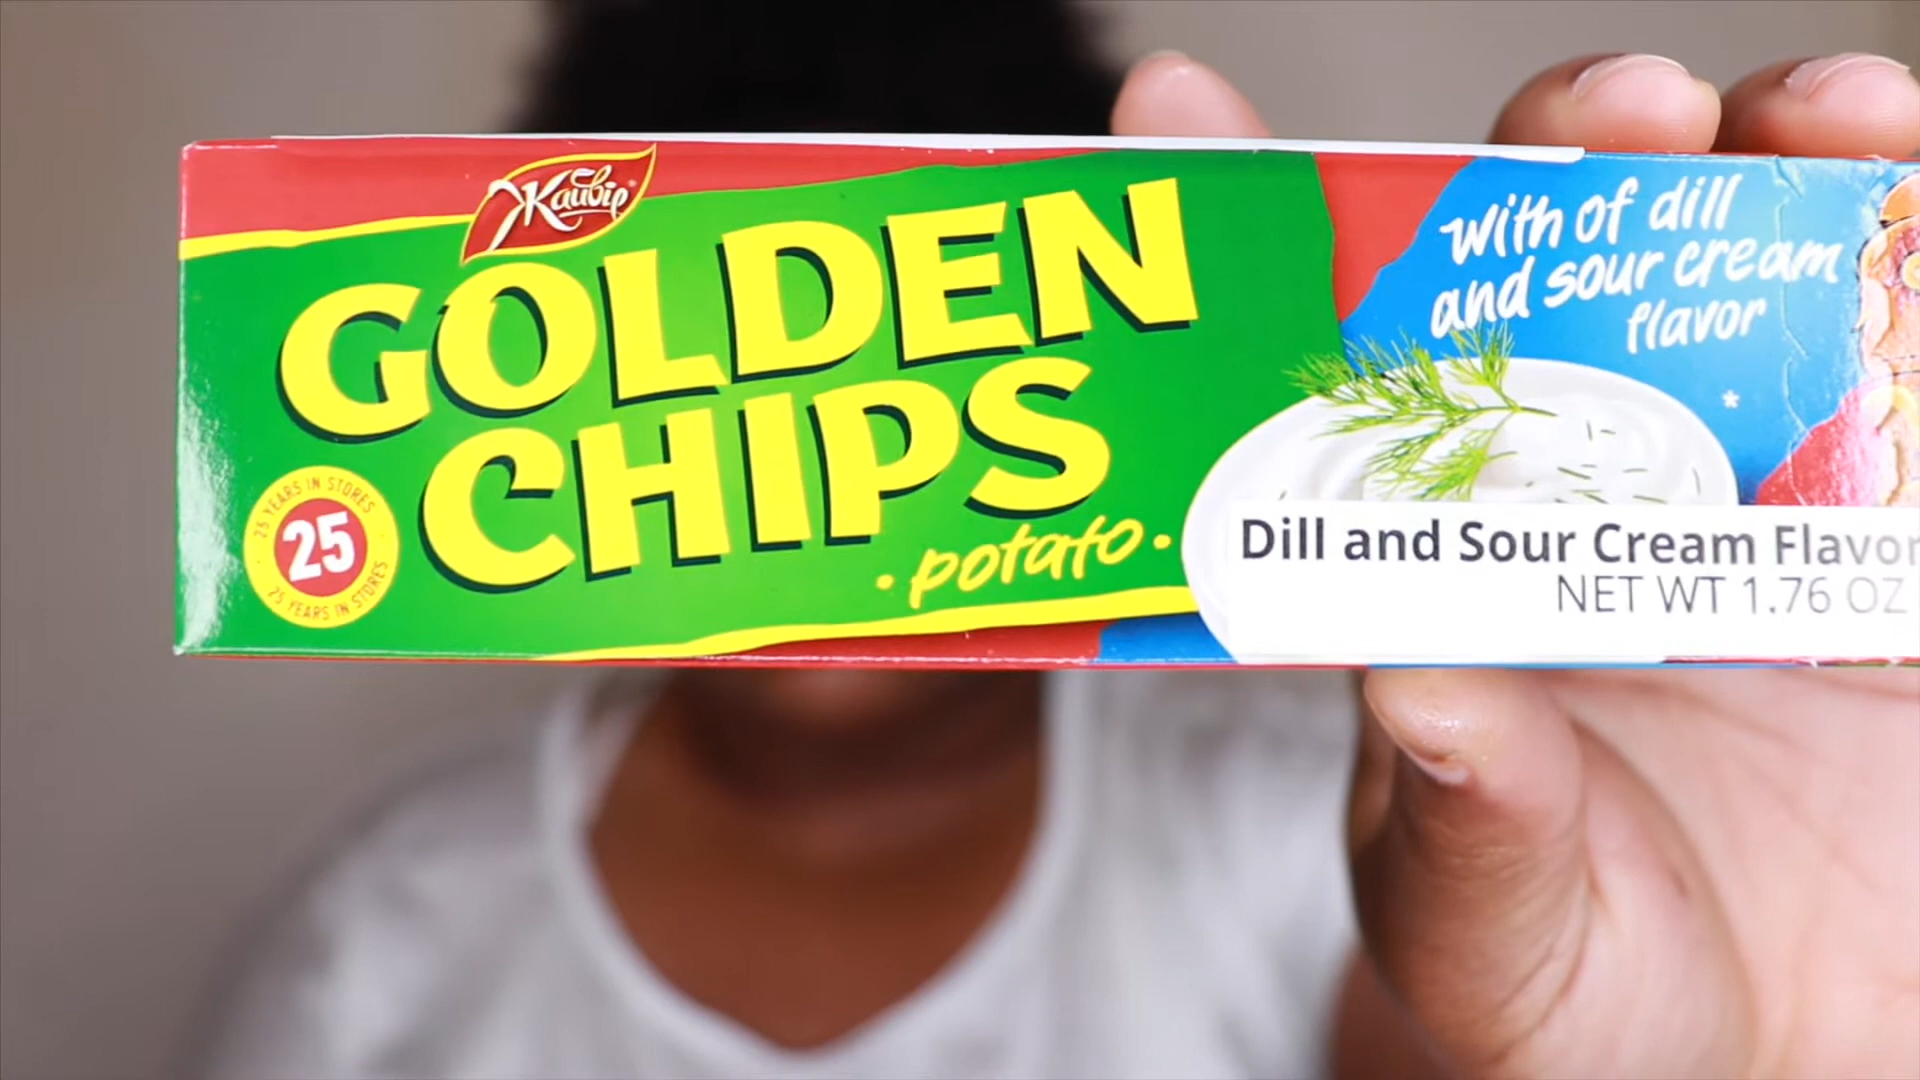 Kaubip
GOLDEN
CHIPS
potato
25 YEARS IN STORES
25
25 YEARS IN STORES
with of dill
and sour cream
flavor
*
Dill and Sour Cream Flavor
NET WT 1.76 OZ